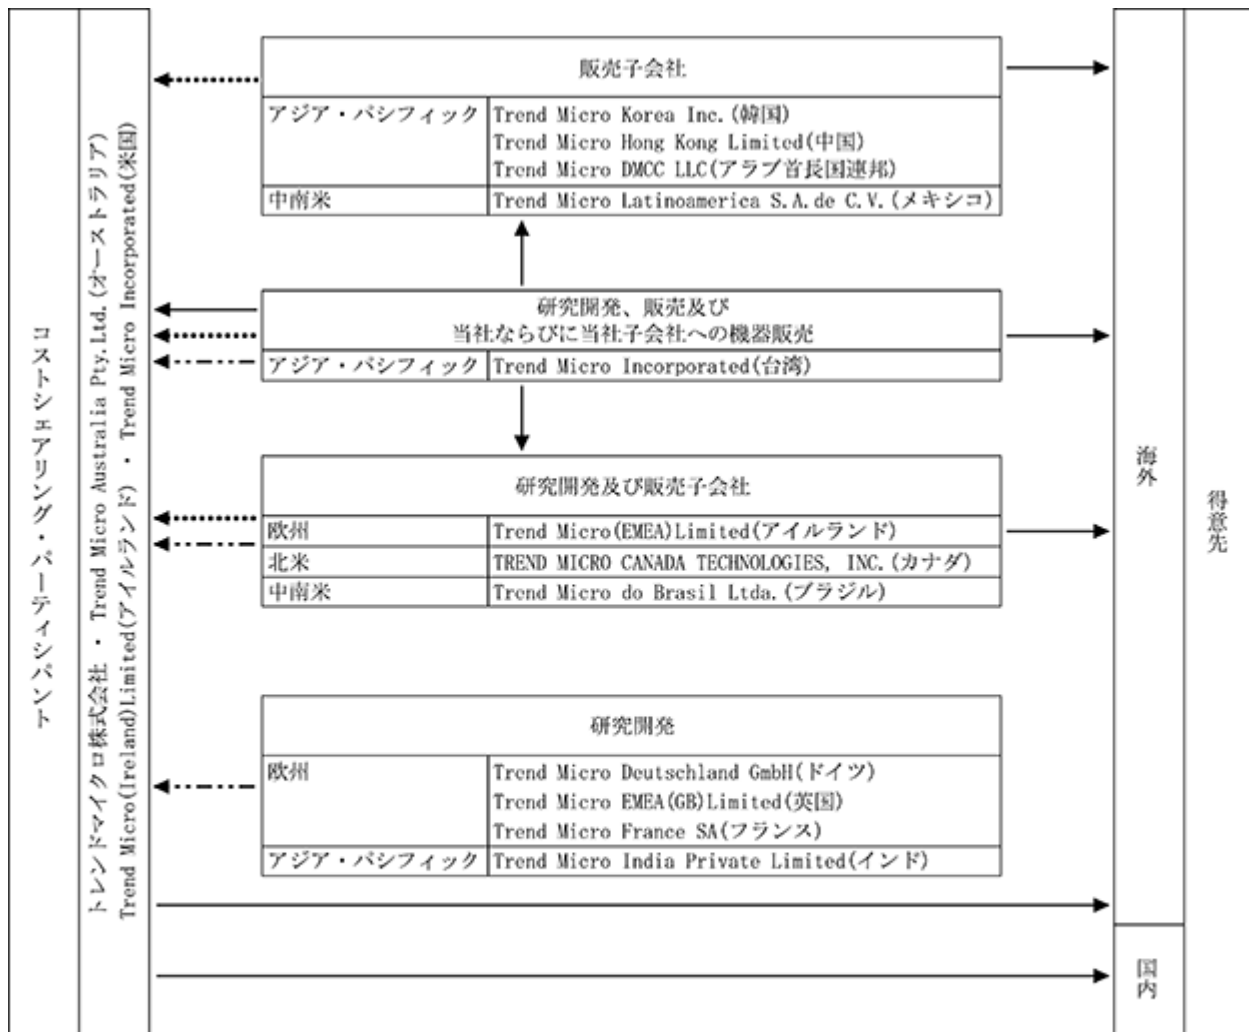 コストシェアリング・パーティシパント
トレンドマイクロ株式会社 ・ Trend Micro Australia Pty.Ltd.(オーストラリア)
Trend Micro(Ireland)Limited(アイルランド) ・ Trend Micro Incorporated(米国)
販売子会社
アジア・パシフィック Trend Micro Korea Inc.(韓国)
Trend Micro Hong Kong Limited(中国)
Trend Micro DMCC LLC(アラブ首長国連邦)
中南米 Trend Micro Latinoamerica S.A.de C.V.(メキシコ)
研究開発、販売及び
当社ならびに当社子会社への機器販売
アジア・パシフィック Trend Micro Incorporated(台湾)
研究開発及び販売子会社
欧州 Trend Micro(EMEA)Limited(アイルランド)
北米 TREND MICRO CANADA TECHNOLOGIES, INC.(カナダ)
中南米 Trend Micro do Brasil Ltda.(ブラジル)
研究開発
欧州 Trend Micro Deutschland GmbH(ドイツ)
Trend Micro EMEA(GB)Limited(英国)
Trend Micro France SA(フランス)
アジア・パシフィック Trend Micro India Private Limited(インド)
海外
国内
得意先